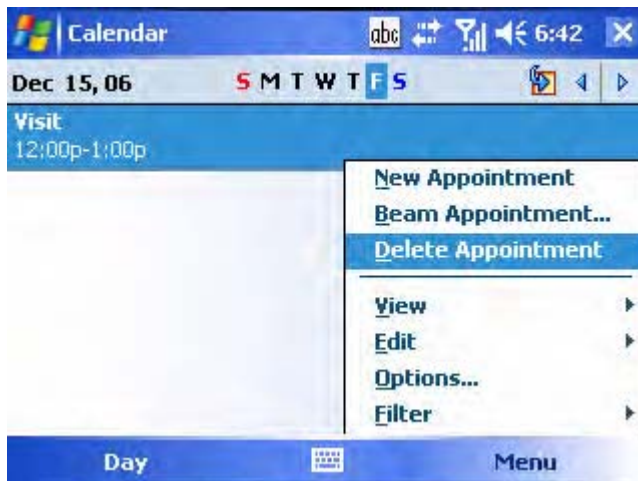 Calendar abc 6:42
Dec 15, 06 S M T W T F S
Visit
12:00p-1:00p
New Appointment
Beam Appointment...
Delete Appointment
View
Edit
Options...
Filter
Day Menu